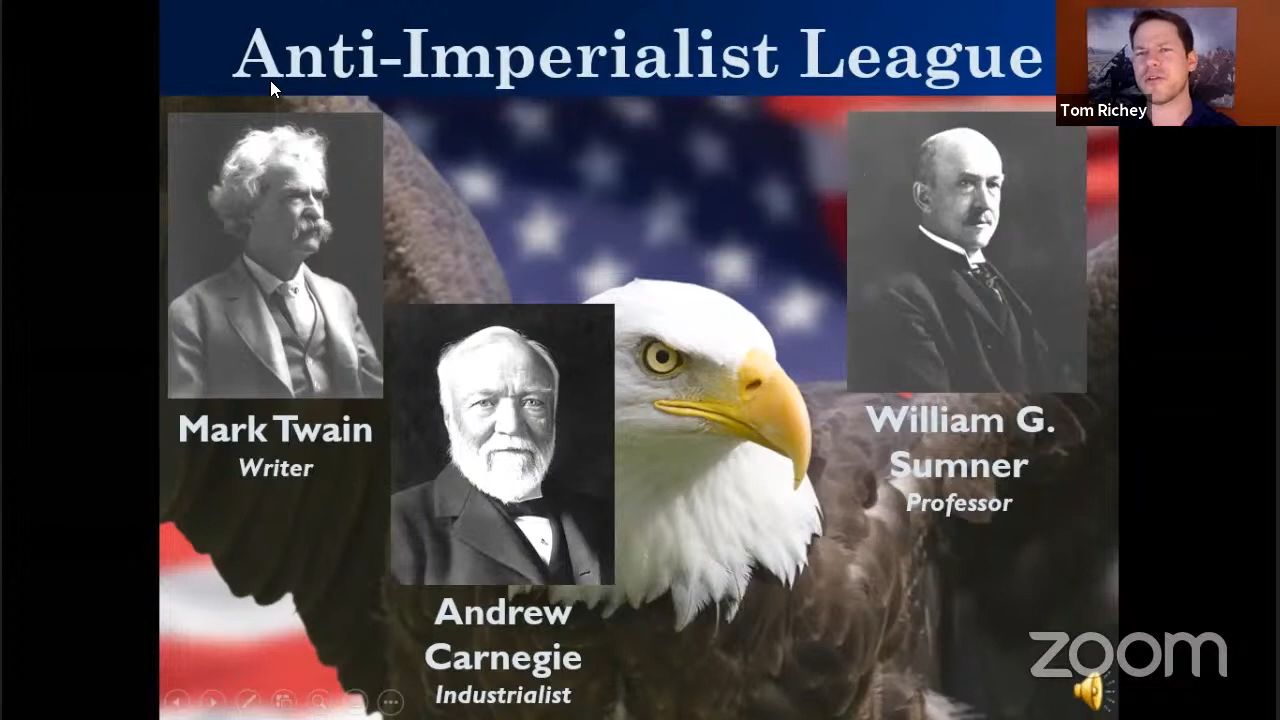 Anti-Imperialist League
Tom Richey
Mark Twain
Writer
Andrew
Carnegie
Industrialist
William G.
Sumner
Professor
zoom